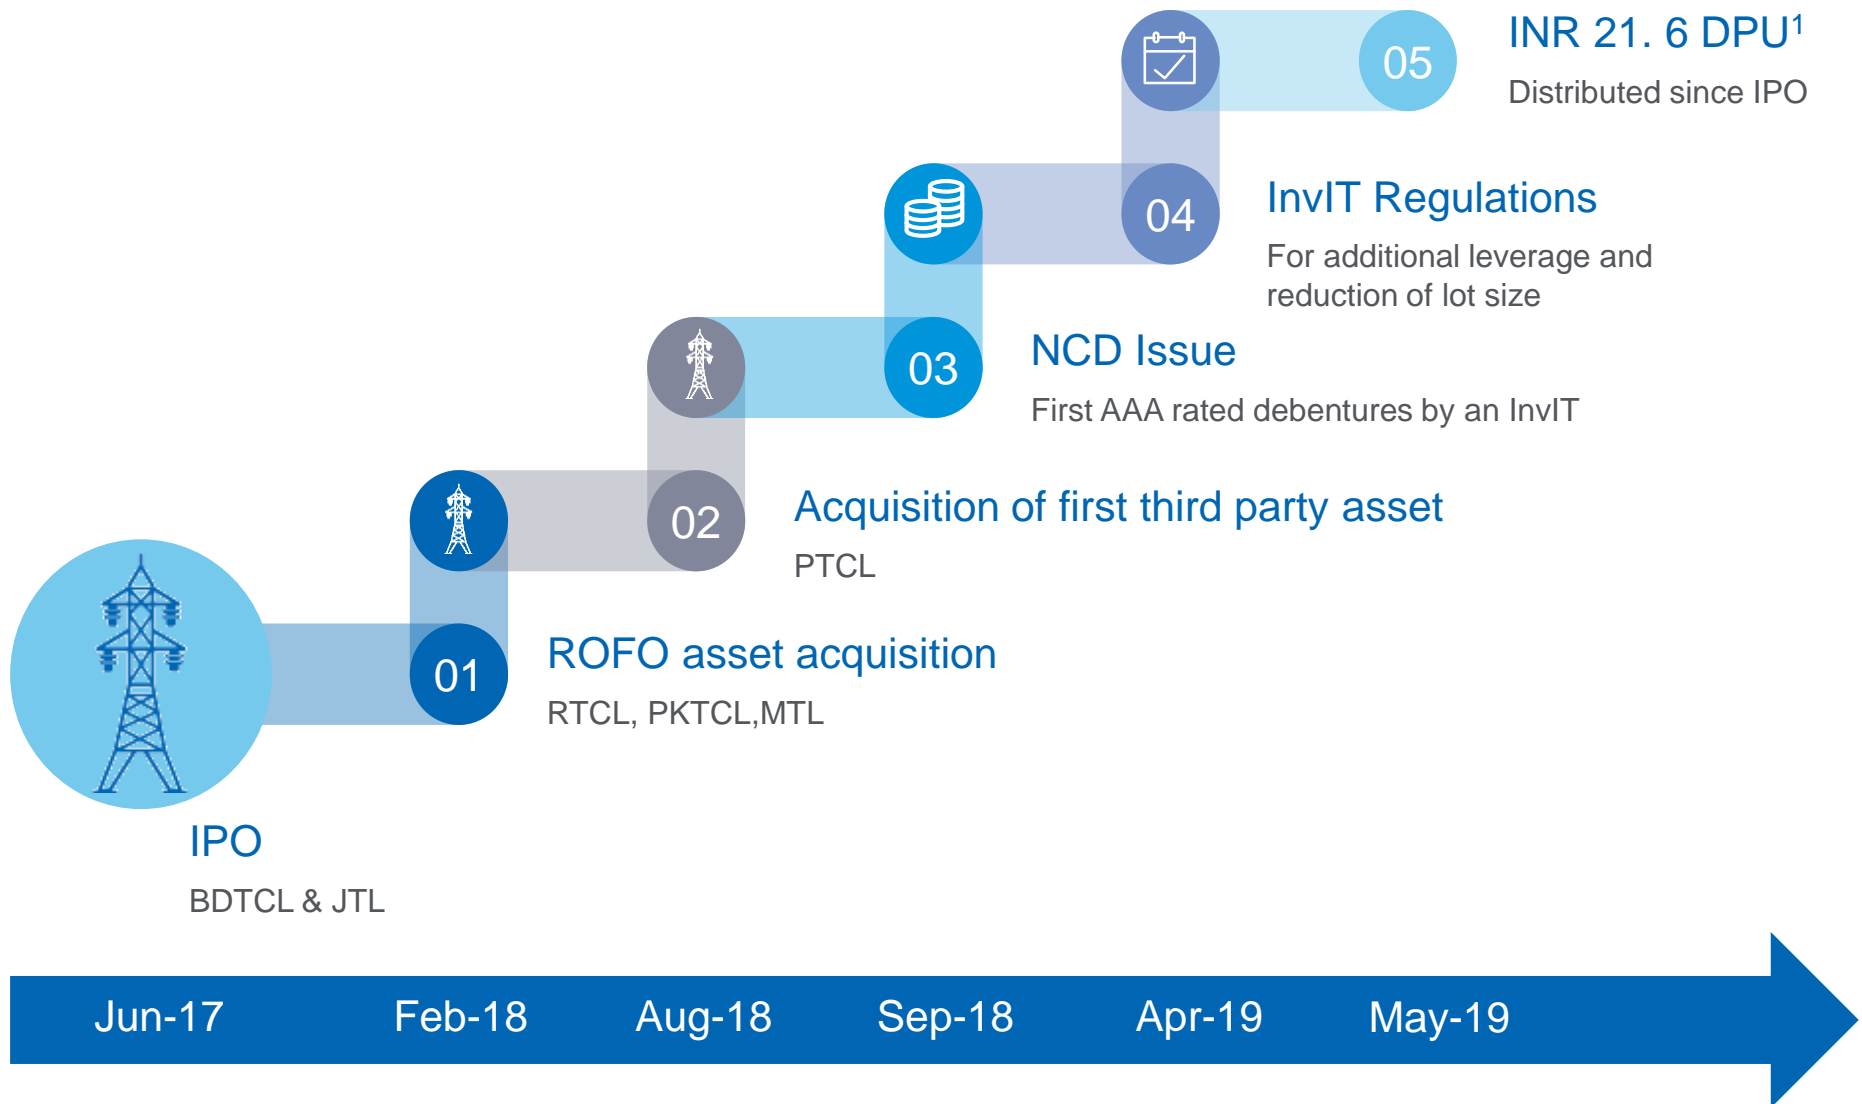 INR 21. 6 DPU¹
Distributed since IPO
05
InvIT Regulations
For additional leverage and
reduction of lot size
04
NCD Issue
First AAA rated debentures by an InvIT
03
Acquisition of first third party asset
PTCL
02
ROFO asset acquisition
RTCL, PKTCL,MTL
01
IPO
BDTCL & JTL
Jun-17 Feb-18 Aug-18 Sep-18 Apr-19 May-19